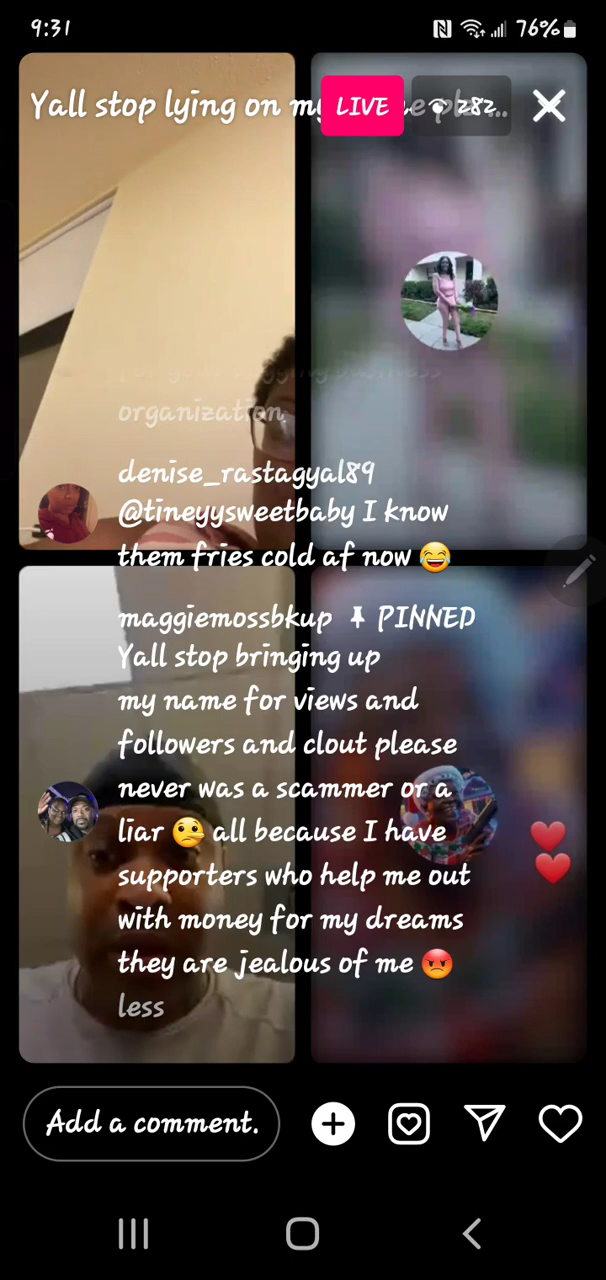 9:31
76%
Yall stop lying on my
LIVE
282
organization
denise_rastagyal89
@tineyysweetbaby I know
them fries cold af now 😂
maggiemossbkup PINNED
Yall stop bringing up
my name for views and
followers and clout please
never was a scammer or a
liar 🤨 all because I have
supporters who help me out
with money for my dreams
they are jealous of me 😡
less
Add a comment.